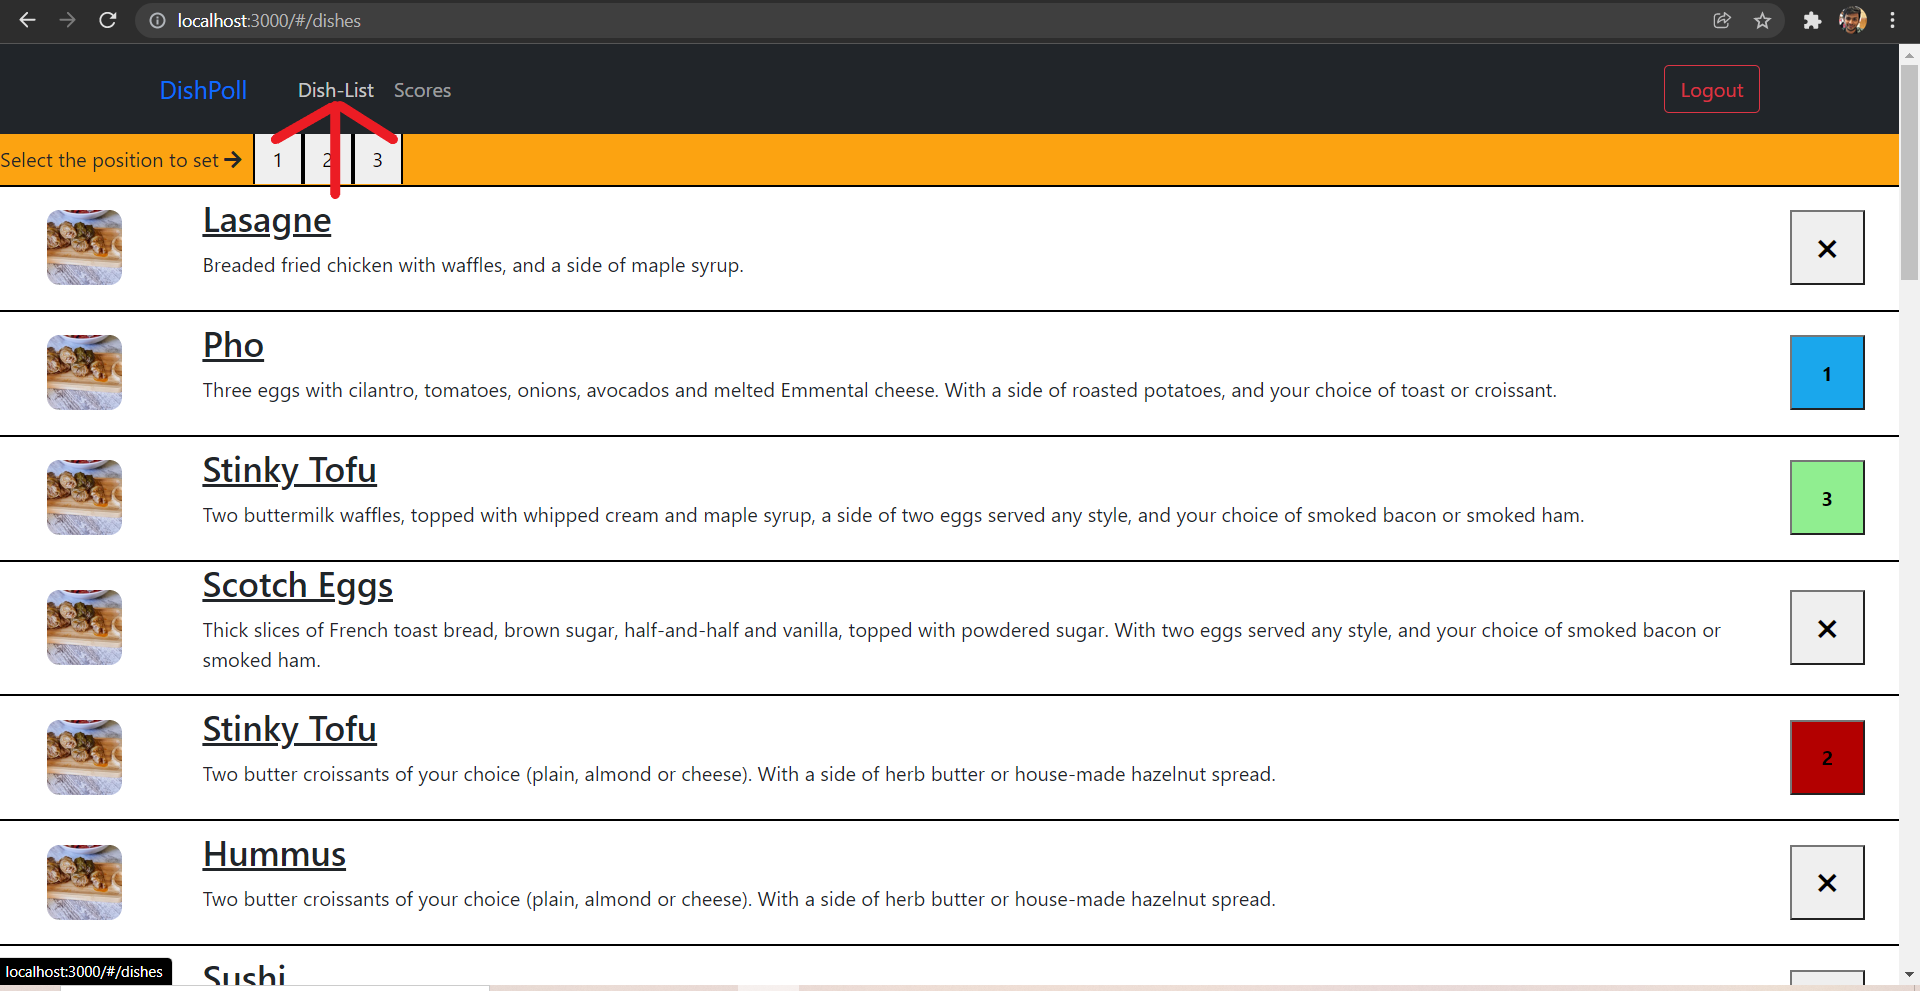 localhost:3000/#/dishes
DishPoll Dish-List Scores Logout
Select the position to set → 1 2 3
Lasagne
Breaded fried chicken with waffles, and a side of maple syrup.
Pho
Three eggs with cilantro, tomatoes, onions, avocados and melted Emmental cheese. With a side of roasted potatoes, and your choice of toast or croissant.
1
Stinky Tofu
Two buttermilk waffles, topped with whipped cream and maple syrup, a side of two eggs served any style, and your choice of smoked bacon or smoked ham.
3
Scotch Eggs
Thick slices of French toast bread, brown sugar, half-and-half and vanilla, topped with powdered sugar. With two eggs served any style, and your choice of smoked bacon or
smoked ham.
Stinky Tofu
Two butter croissants of your choice (plain, almond or cheese). With a side of herb butter or house-made hazelnut spread.
2
Hummus
Two butter croissants of your choice (plain, almond or cheese). With a side of herb butter or house-made hazelnut spread.
Sushi
localhost:3000/#/dishes